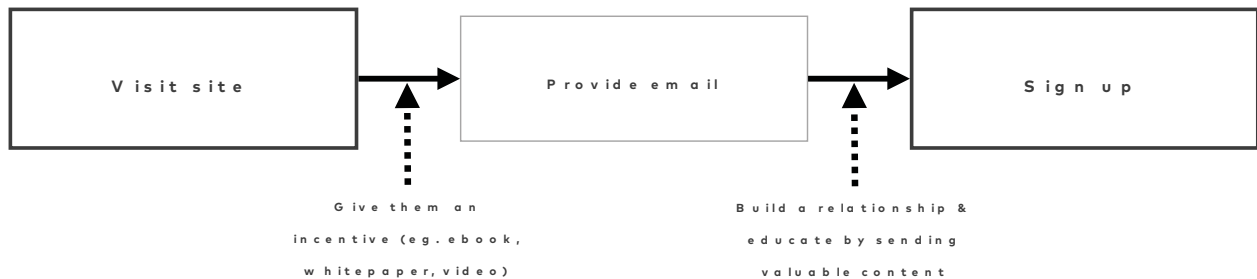 Visit site
Provide email
Sign up
Give them an
incentive (eg. ebook,
whitepaper, video)
Build a relationship &
educate by sending
valuable content